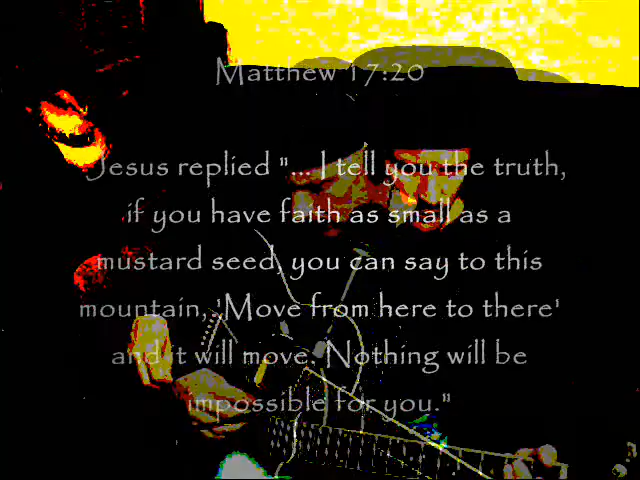 Matthew 17:20
Jesus replied "... I tell you the truth,
if you have faith as small as a
mustard seed, you can say to this
mountain, 'Move from here to there'
and it will move. Nothing will be
impossible for you."